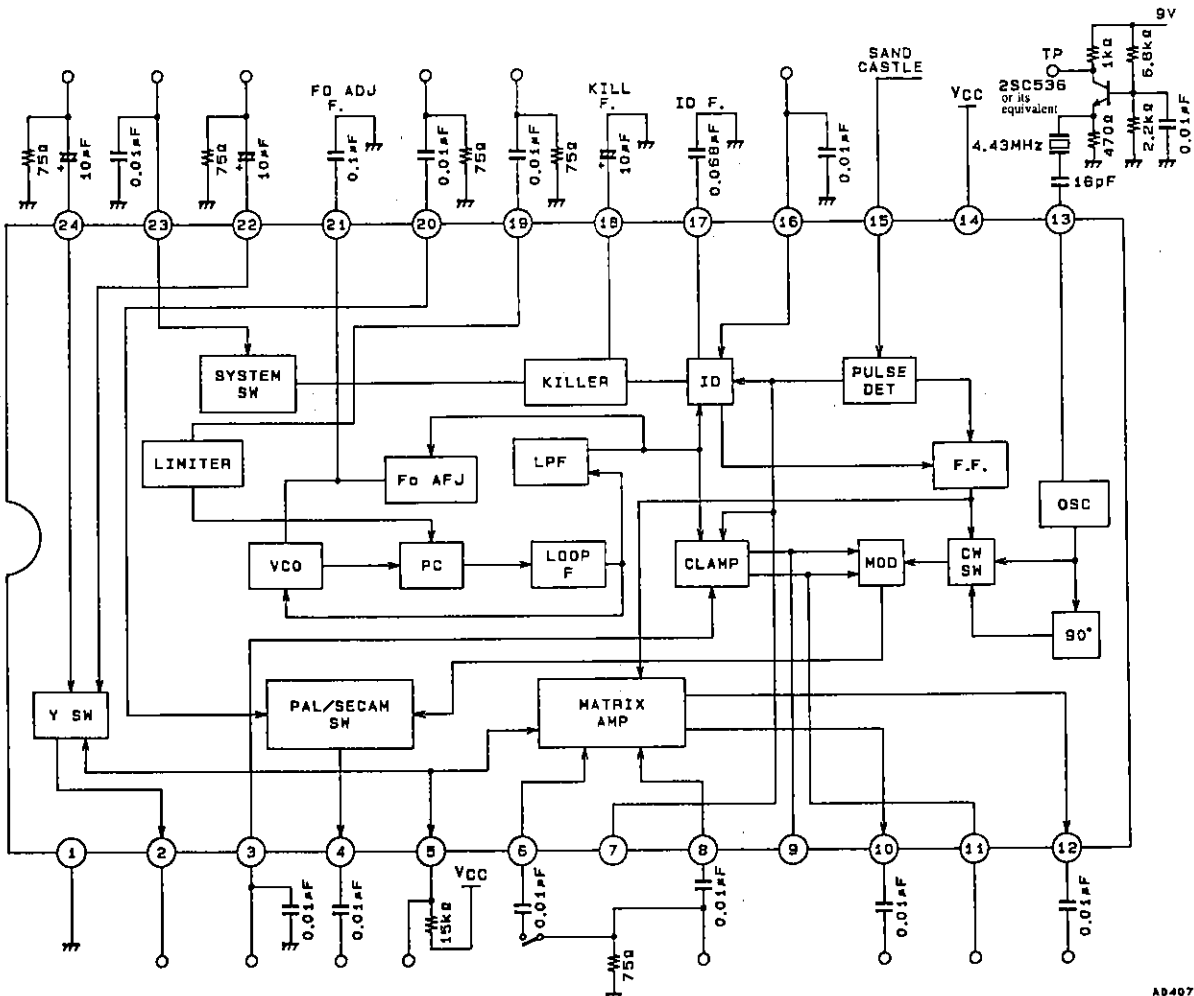 9V
SAND
CASTLE
TP
1kΩ
5.8kΩ
FO ADJ
F.
KILL
F.
ID F.
VCC
2SC536
or its
equivalent
75Ω
10μF
0.01μF
75Ω
10μF
0.1μF
0.01μF
75Ω
0.01μF
75Ω
10μF
0.068μF
0.01μF
4.43MHz
470Ω
2.2kΩ
0.01μF
16pF
24
23
22
21
20
19
18
17
16
15
14
13
SYSTEM
SW
KILLER
ID
PULSE
DET
LIMITER
Fo AFJ
LPF
F.F.
OSC
VCO
PC
LOOP
F
CLAMP
MOD
CW
SW
90°
Y SW
PAL/SECAM
SW
MATRIX
AMP
1
2
3
4
5
6
7
8
9
10
11
12
0.01μF
0.01μF
15kΩ
VCC
0.01μF
75Ω
0.01μF
0.01μF
0.01μF
AD407